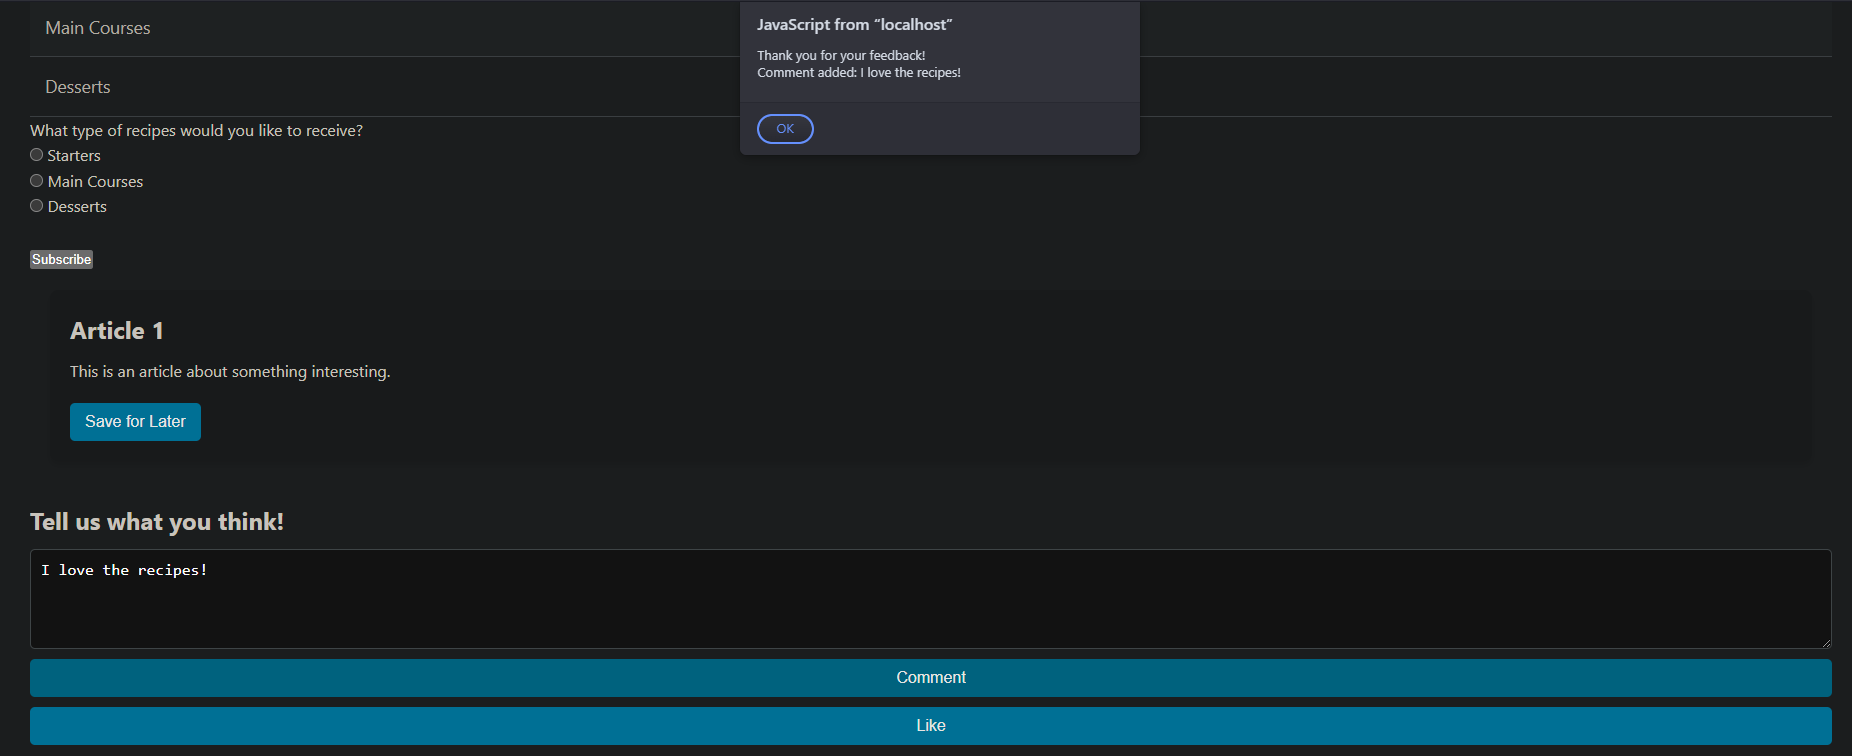 JavaScript from “localhost”
Thank you for your feedback!
Comment added: I love the recipes!
OK
Main Courses
Desserts
What type of recipes would you like to receive?
Starters
Main Courses
Desserts
Subscribe
Article 1
This is an article about something interesting.
Save for Later
Tell us what you think!
I love the recipes!
Comment
Like